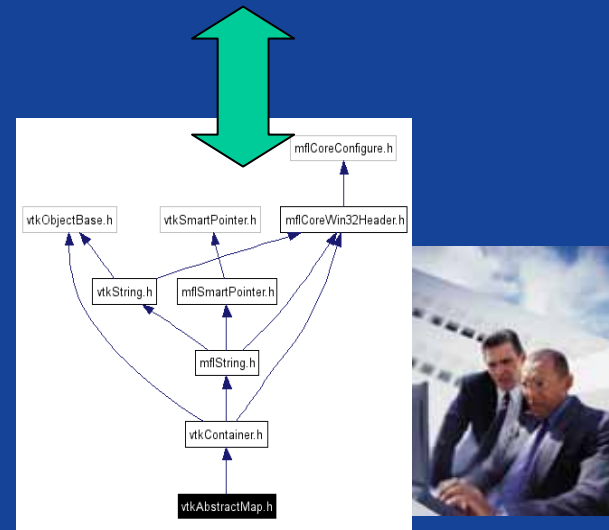 mflCoreConfigure.h
vtkObjectBase.h
vtkSmartPointer.h
mflCoreWin32Header.h
vtkString.h
mflSmartPointer.h
mflString.h
vtkContainer.h
vtkAbstractMap.h